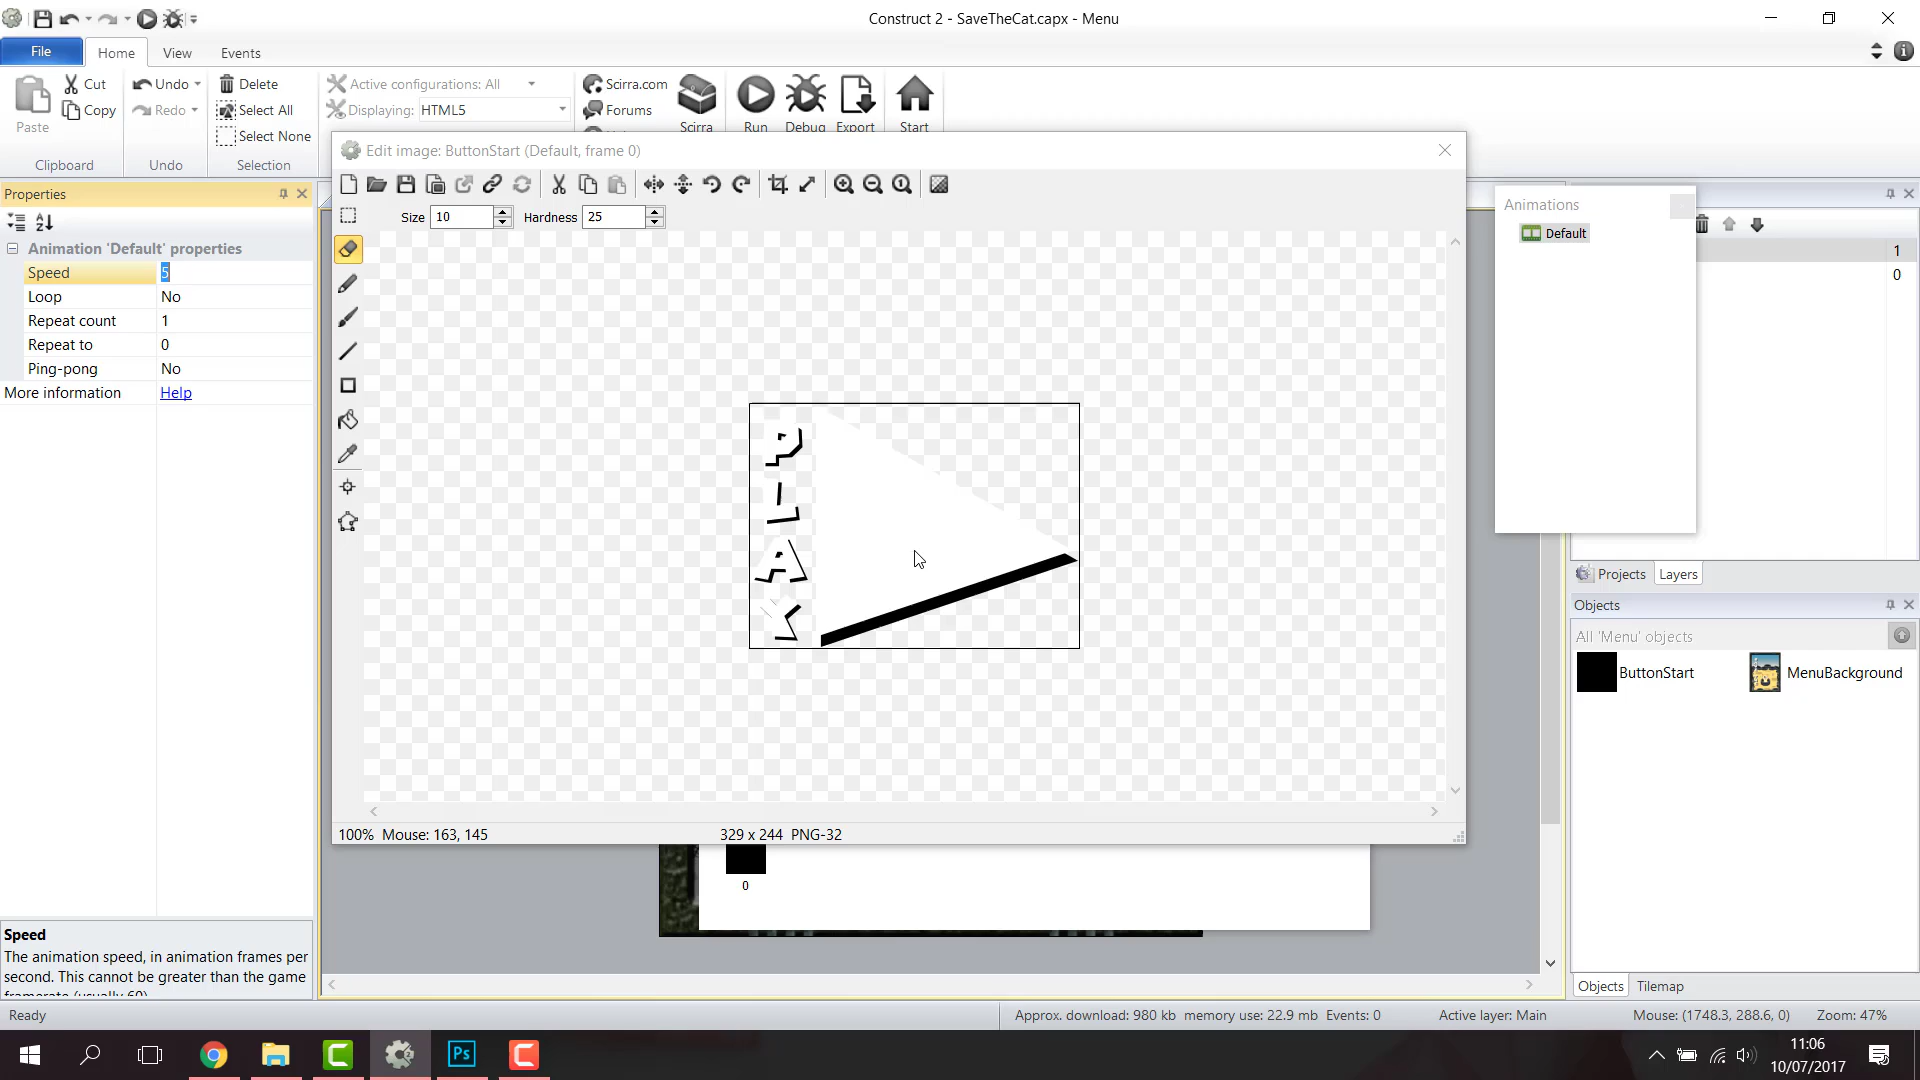 Construct 2 - SaveTheCat.capx - Menu
File
Home
View
Events
Paste
Cut
Copy
Clipboard
Undo
Redo
Undo
Delete
Select All
Select None
Selection
Active configurations: All
Displaying: HTML5
Scirra.com
Forums
Scirra
Run
Debug
Export
Start
Properties
Animation 'Default' properties
Speed 5
Loop No
Repeat count 1
Repeat to 0
Ping-pong No
More information Help
Speed
The animation speed, in animation frames per
second. This cannot be greater than the game
framerate (usually 60)
Edit image: ButtonStart (Default, frame 0)
Size 10 Hardness 25
P
L
A
Y
100% Mouse: 163, 145
329 x 244 PNG-32
0
Animations
Default
1
0
Projects
Layers
Objects
All 'Menu' objects
ButtonStart
MenuBackground
Objects
Tilemap
Ready
Approx. download: 980 kb memory use: 22.9 mb Events: 0
Active layer: Main
Mouse: (1748.3, 288.6, 0)
Zoom: 47%
Ps
11:06
10/07/2017